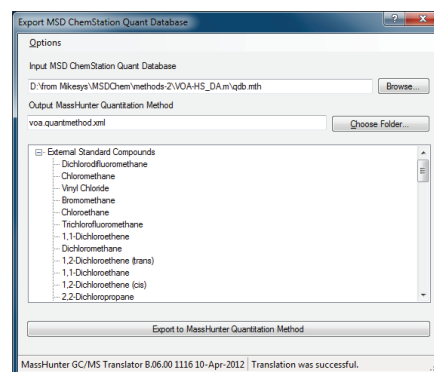 Export MSD ChemStation Quant Database
Options
Input MSD ChemStation Quant Database
D:\from Mikesys\MSDChem\methods-2\VOA-HS_DA.m\qdb.mth
Browse...
Output MassHunter Quantitation Method
voa.quantmethod.xml
Choose Folder...
External Standard Compounds
Dichlorodifluoromethane
Chloromethane
Vinyl Chloride
Bromomethane
Chloroethane
Trichlorofluoromethane
1,1-Dichloroethene
Dichloromethane
1,2-Dichloroethene (trans)
1,1-Dichloroethane
1,2-Dichloroethene (cis)
2,2-Dichloropropane
Export to MassHunter Quantitation Method
MassHunter GC/MS Translator B.06.00 1116 10-Apr-2012 Translation was successful.